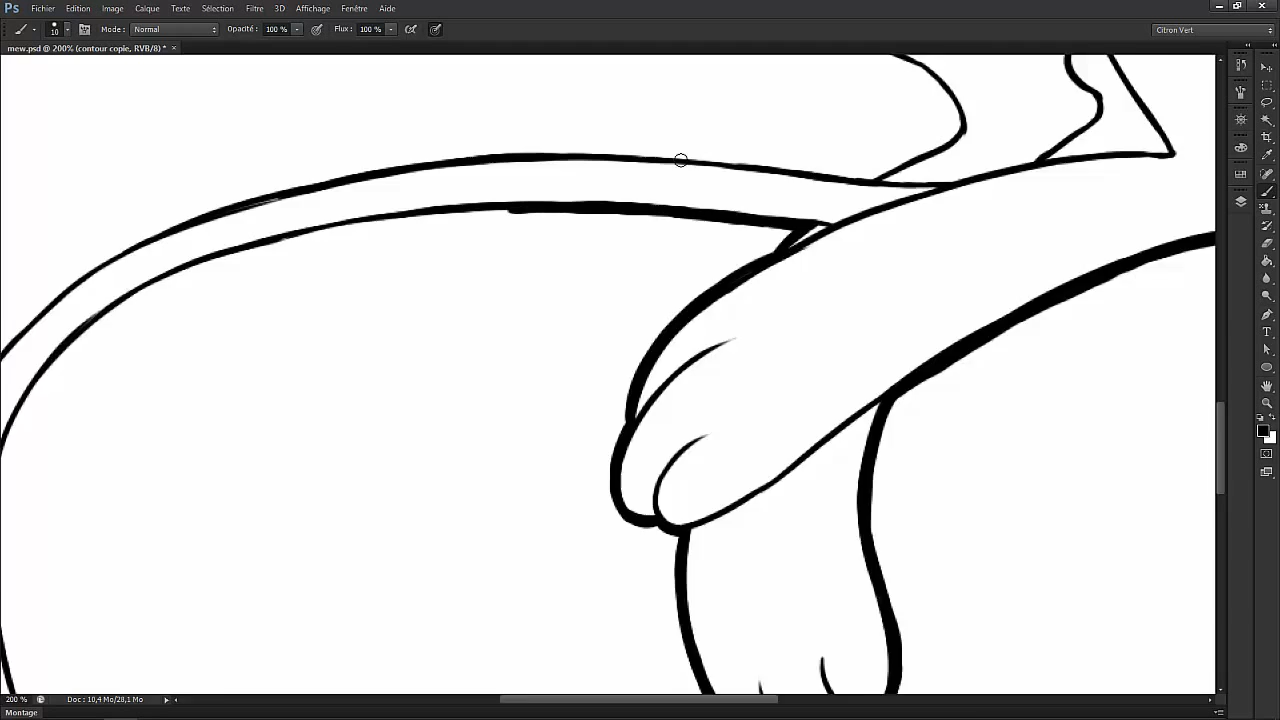 Ps Fichier Edition Image Calque Texte Sélection Filtre 3D Affichage Fenêtre Aide
10 Mode : Normal Opacité : 100 % Flux : 100 % Citron Vert
mew.psd @ 200% (contour copie, RVB/8) * ×
200 % Doc : 10,4 Mo/28,1 Mo
Montage